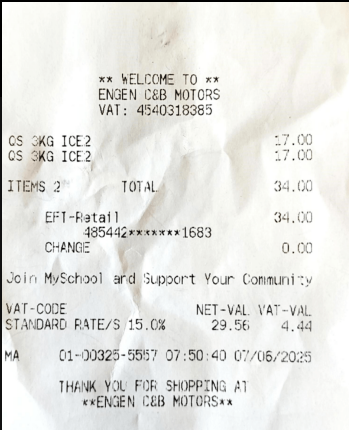 ** WELCOME TO **
ENGEN C&B MOTORS
VAT: 4540318385
OS 3KG ICE2 17.00
OS 3KG ICE2 17.00
ITEMS 2 TOTAL 34.00
EFT-Retail 34.00
485442*******1683
CHANGE 0.00
Join MySchool and Support Your Community
VAT-CODE NET-VAL VAT-VAL
STANDARD RATE/S 15.0% 29.56 4.44
MA 01-00325-5557 07:50:40 07/06/2025
THANK YOU FOR SHOPPING AT
**ENGEN C&B MOTORS**